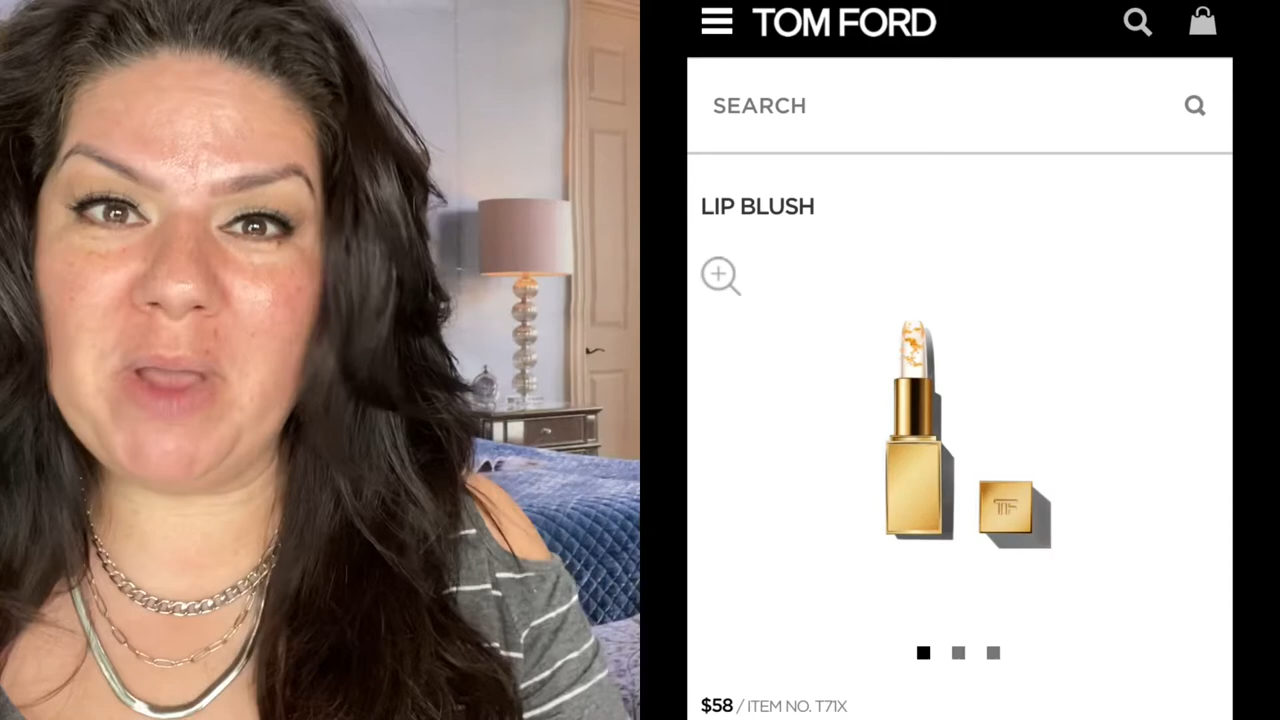 TOM FORD
SEARCH
LIP BLUSH
TF
$58 / ITEM NO. T71X